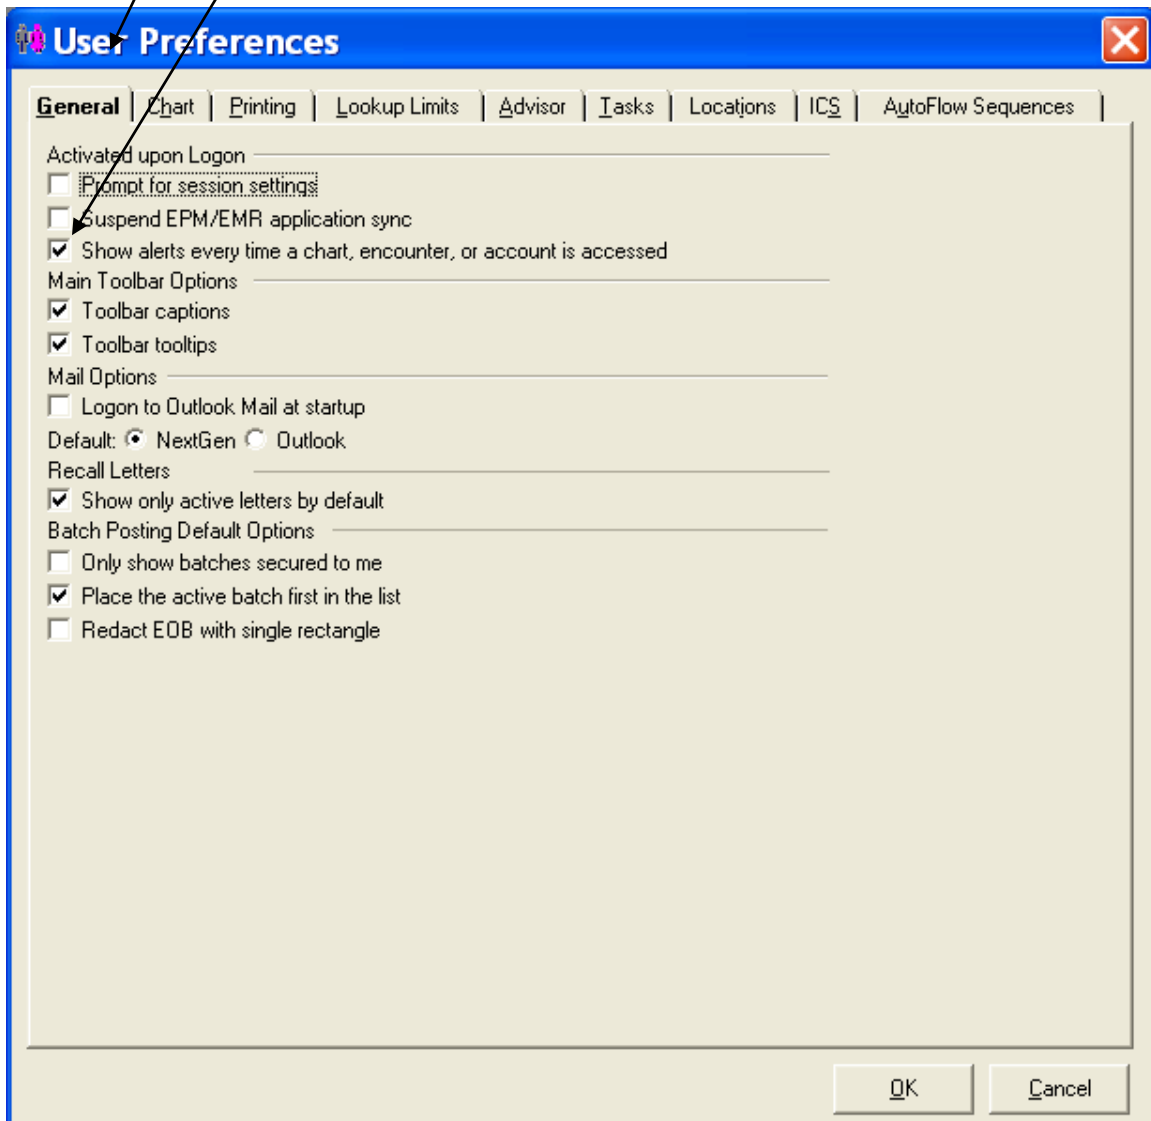 User Preferences
General Chart Printing Lookup Limits Advisor Tasks Locations ICS AutoFlow Sequences
Activated upon Logon
Prompt for session settings
Suspend EPM/EMR application sync
Show alerts every time a chart, encounter, or account is accessed
Main Toolbar Options
Toolbar captions
Toolbar tooltips
Mail Options
Logon to Outlook Mail at startup
Default: NextGen Outlook
Recall Letters
Show only active letters by default
Batch Posting Default Options
Only show batches secured to me
Place the active batch first in the list
Redact EOB with single rectangle
OK Cancel